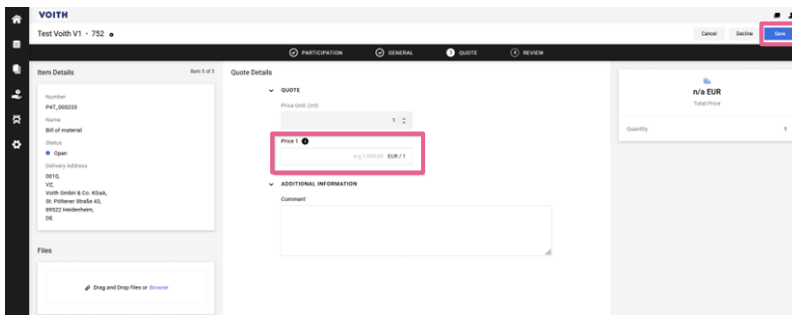 VOITH
Test Voith V1 • 752
Cancel
Decline
Save
PARTICIPATION
GENERAL
3 QUOTE
4 REVIEW
Item Details
Item 1 of 1
Number
P4T_000233
Name
Bill of material
Status
Open
Delivery Address
0010,
VZ,
Voith GmbH & Co. KGaA,
St. Pöltener Straße 43,
89522 Heidenheim,
DE
Files
Drag and Drop files or Browse
Quote Details
QUOTE
Price Unit (int)
1
Price 1
EUR / 1
ADDITIONAL INFORMATION
Comment
n/a EUR
Total Price
Quantity
1